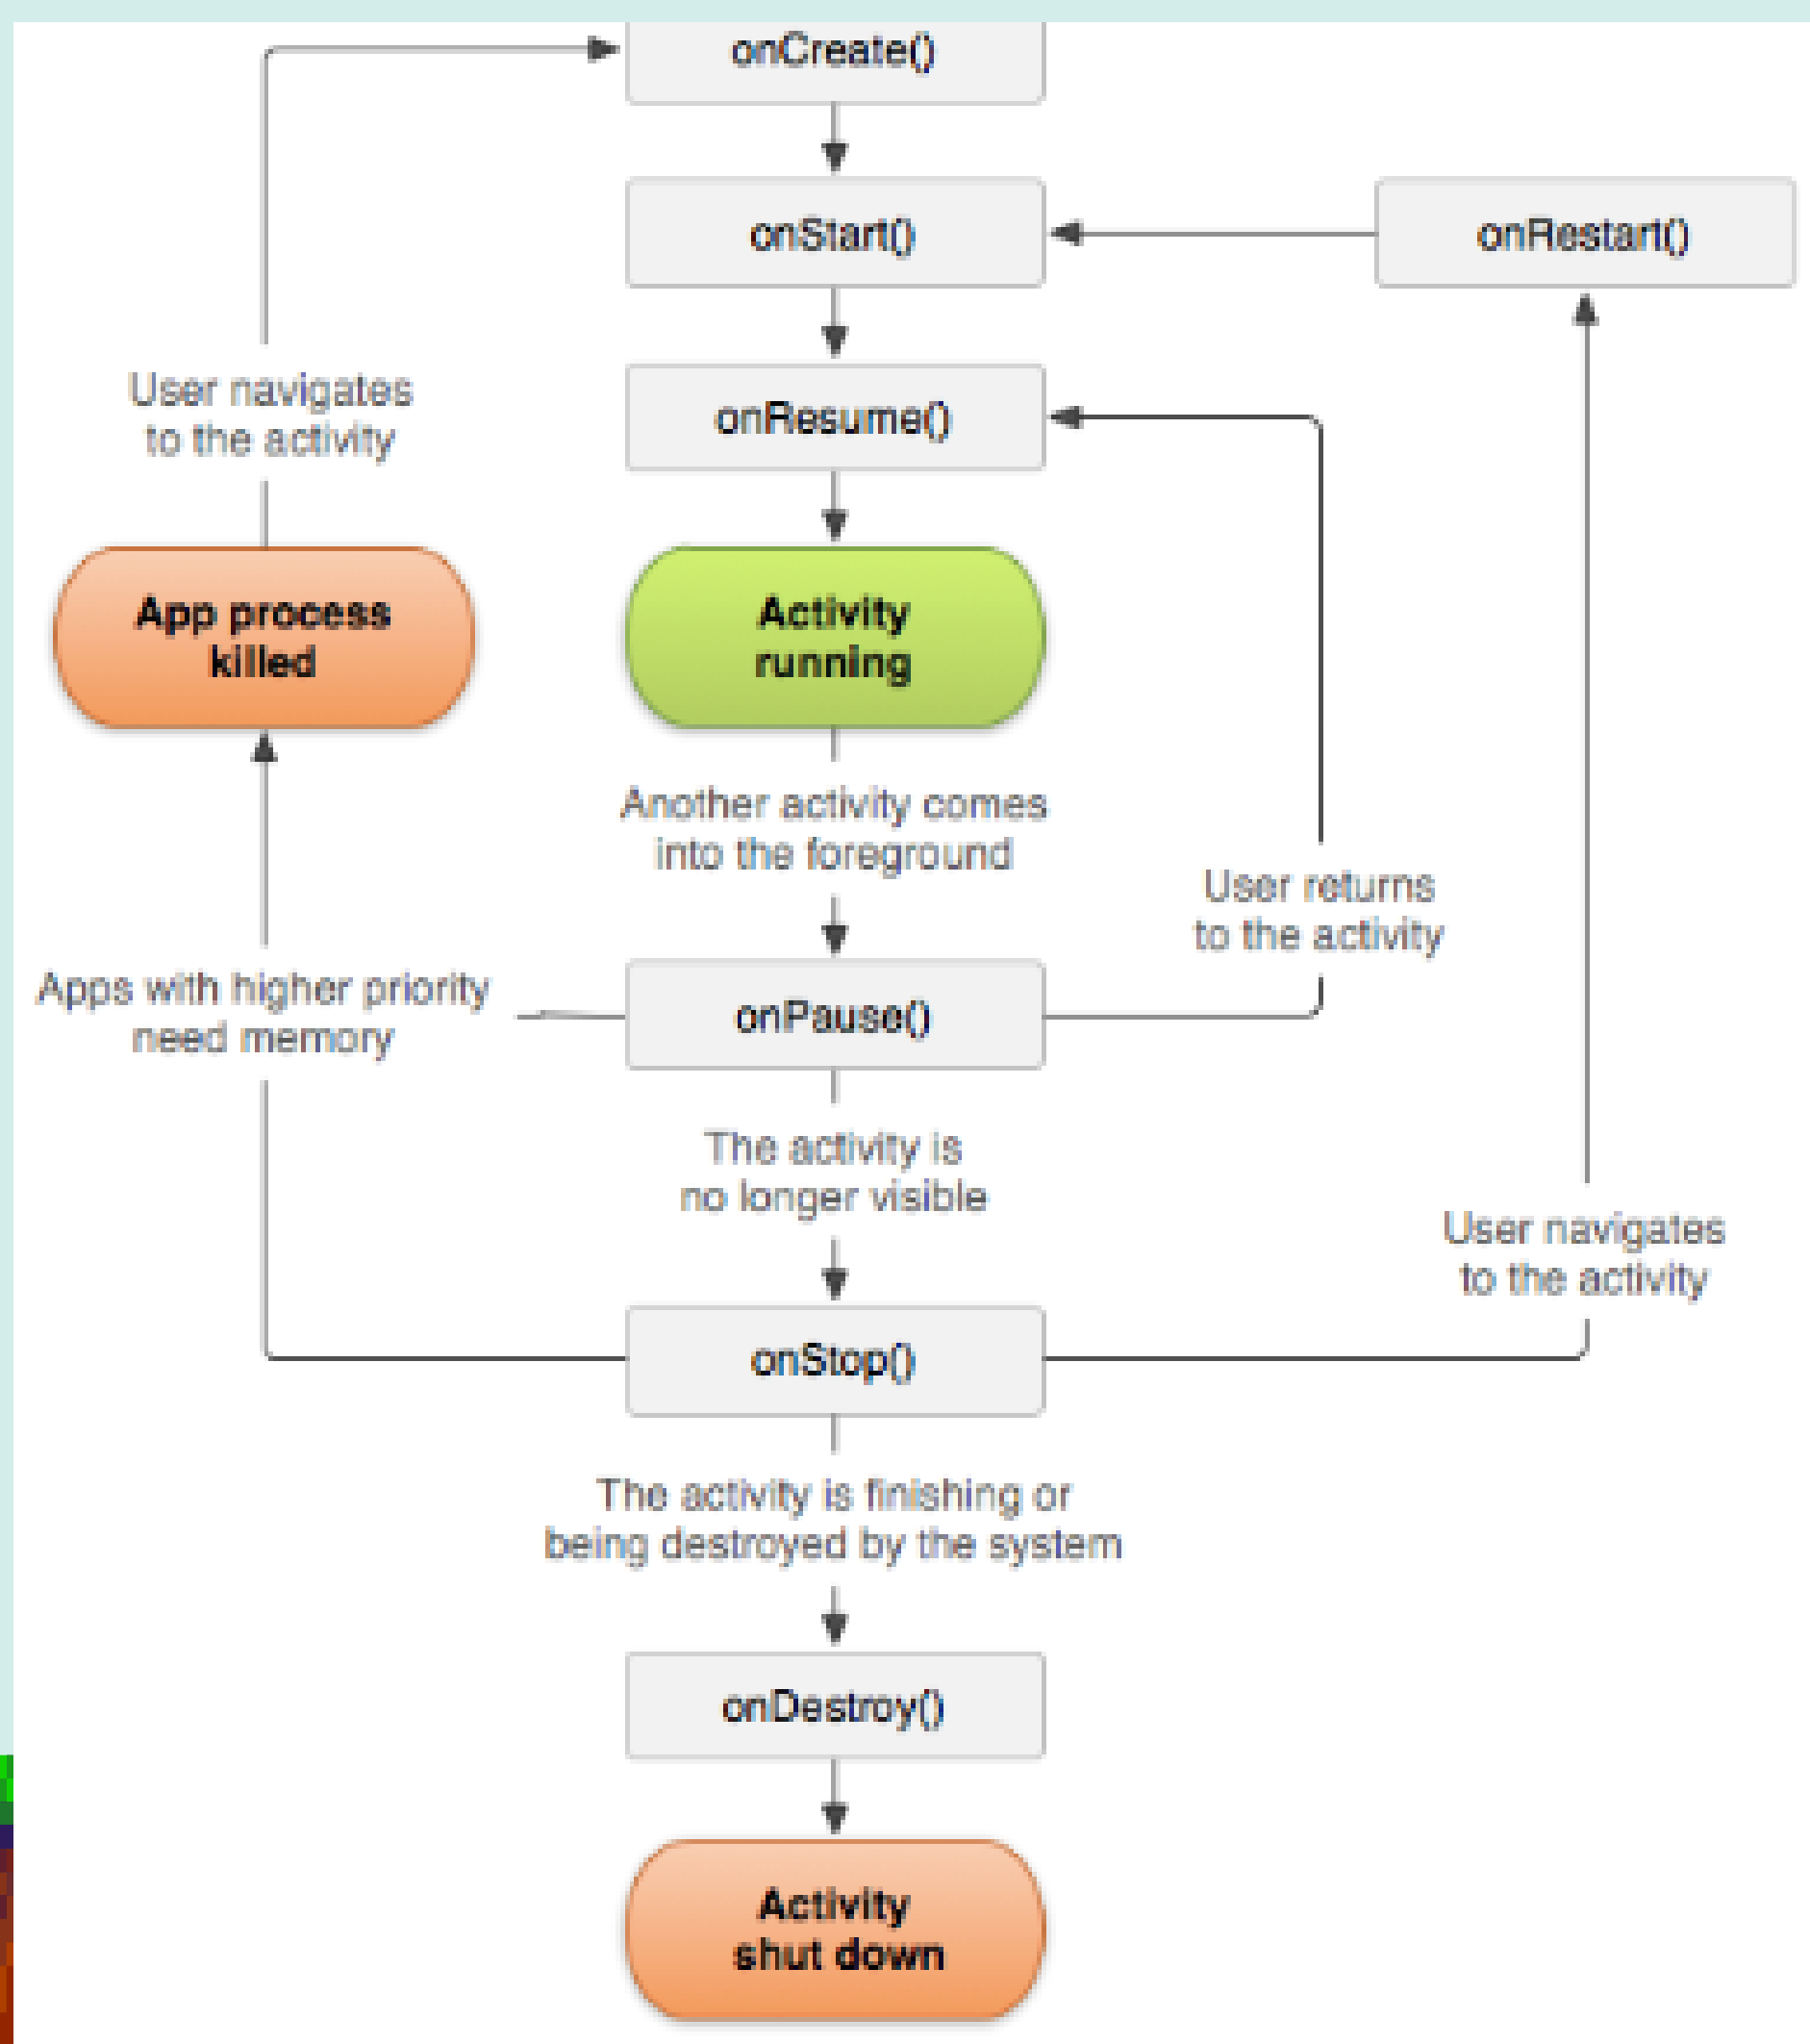 onCreate()
onStart()
onRestart()
onResume()
User navigates
to the activity
App process
killed
Activity
running
Another activity comes
into the foreground
User returns
to the activity
Apps with higher priority
need memory
onPause()
The activity is
no longer visible
User navigates
to the activity
onStop()
The activity is finishing or
being destroyed by the system
onDestroy()
Activity
shut down